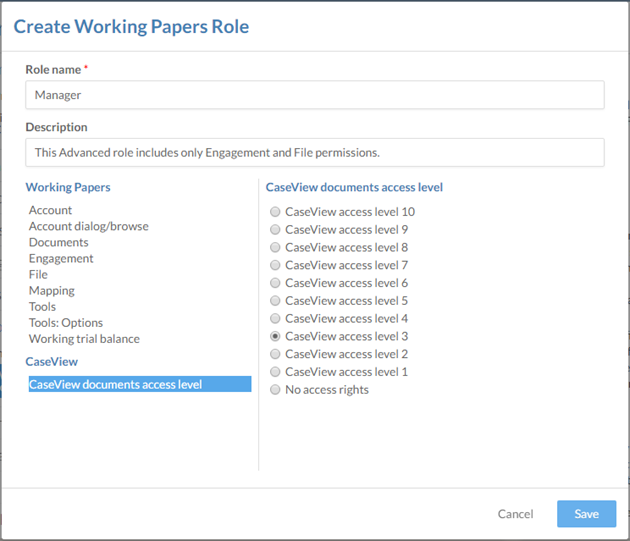 Create Working Papers Role
Role name *
Manager
Description
This Advanced role includes only Engagement and File permissions.
Working Papers
Account
Account dialog/browse
Documents
Engagement
File
Mapping
Tools
Tools: Options
Working trial balance
CaseView
CaseView documents access level
CaseView documents access level
CaseView access level 10
CaseView access level 9
CaseView access level 8
CaseView access level 7
CaseView access level 6
CaseView access level 5
CaseView access level 4
CaseView access level 3
CaseView access level 2
CaseView access level 1
No access rights
Cancel
Save